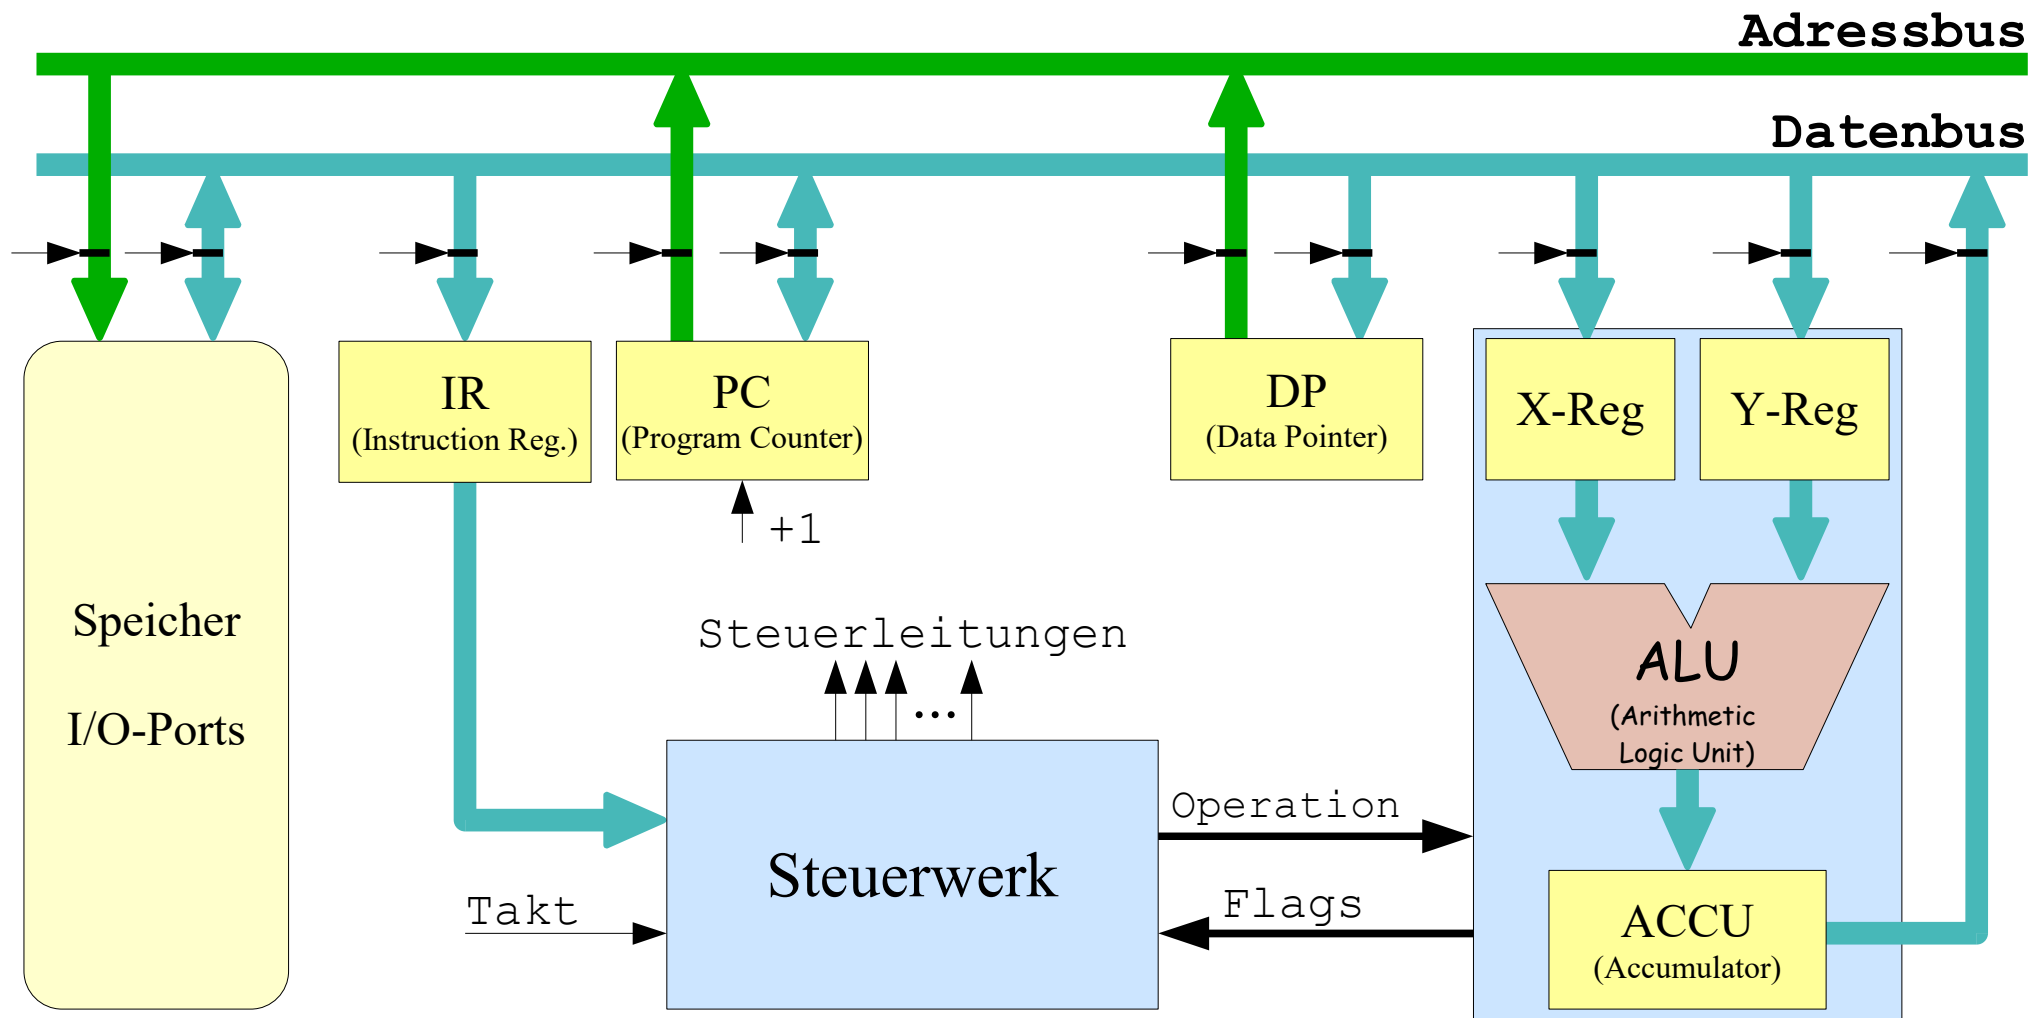 Adressbus
Datenbus
IR
(Instruction Reg.)
PC
(Program Counter)
+1
DP
(Data Pointer)
X-Reg
Y-Reg
Speicher
I/O-Ports
Steuerleitungen
...
Steuerwerk
Takt
Operation
Flags
ALU
(Arithmetic
Logic Unit)
ACCU
(Accumulator)